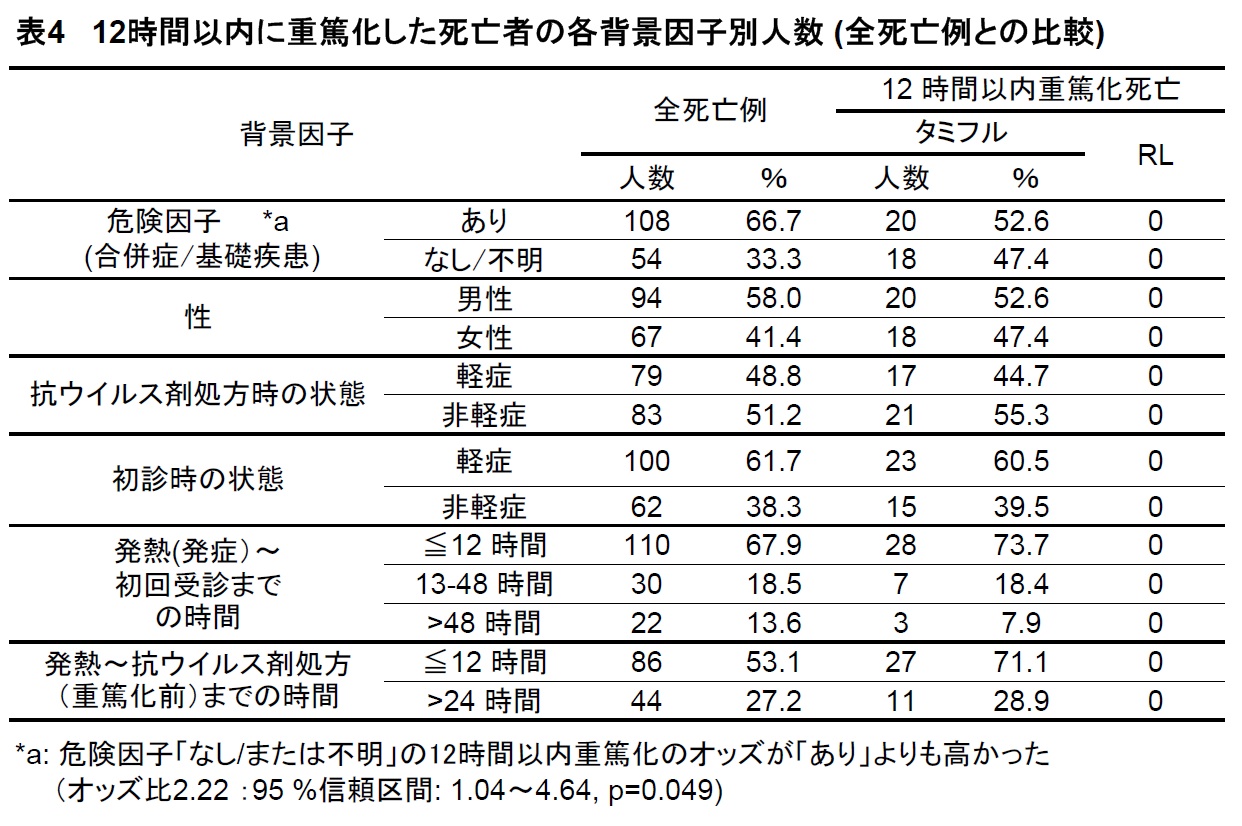 表4 12時間以内に重篤化した死亡者の各背景因子別人数 (全死亡例との比較)
背景因子 全死亡例 12 時間以内重篤化死亡
タミフル RL
人数 % 人数 %
危険因子 *a
(合併症/基礎疾患)
あり 108 66.7 20 52.6 0
なし/不明 54 33.3 18 47.4 0
性
男性 94 58.0 20 52.6 0
女性 67 41.4 18 47.4 0
抗ウイルス剤処方時の状態
軽症 79 48.8 17 44.7 0
非軽症 83 51.2 21 55.3 0
初診時の状態
軽症 100 61.7 23 60.5 0
非軽症 62 38.3 15 39.5 0
発熱(発症)～
初回受診まで
の時間
≦12 時間 110 67.9 28 73.7 0
13-48 時間 30 18.5 7 18.4 0
>48 時間 22 13.6 3 7.9 0
発熱～抗ウイルス剤処方
(重篤化前)までの時間
≦12 時間 86 53.1 27 71.1 0
>24 時間 44 27.2 11 28.9 0
*a: 危険因子「なし/または不明」の12時間以内重篤化のオッズが「あり」よりも高かった
(オッズ比2.22 :95 %信頼区間: 1.04～4.64, p=0.049)